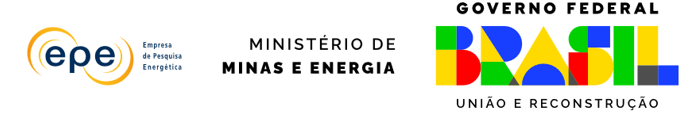 epe
Empresa
de Pesquisa
Energética
MINISTÉRIO DE
MINAS E ENERGIA
GOVERNO FEDERAL
BRASIL
UNIÃO E RECONSTRUÇÃO